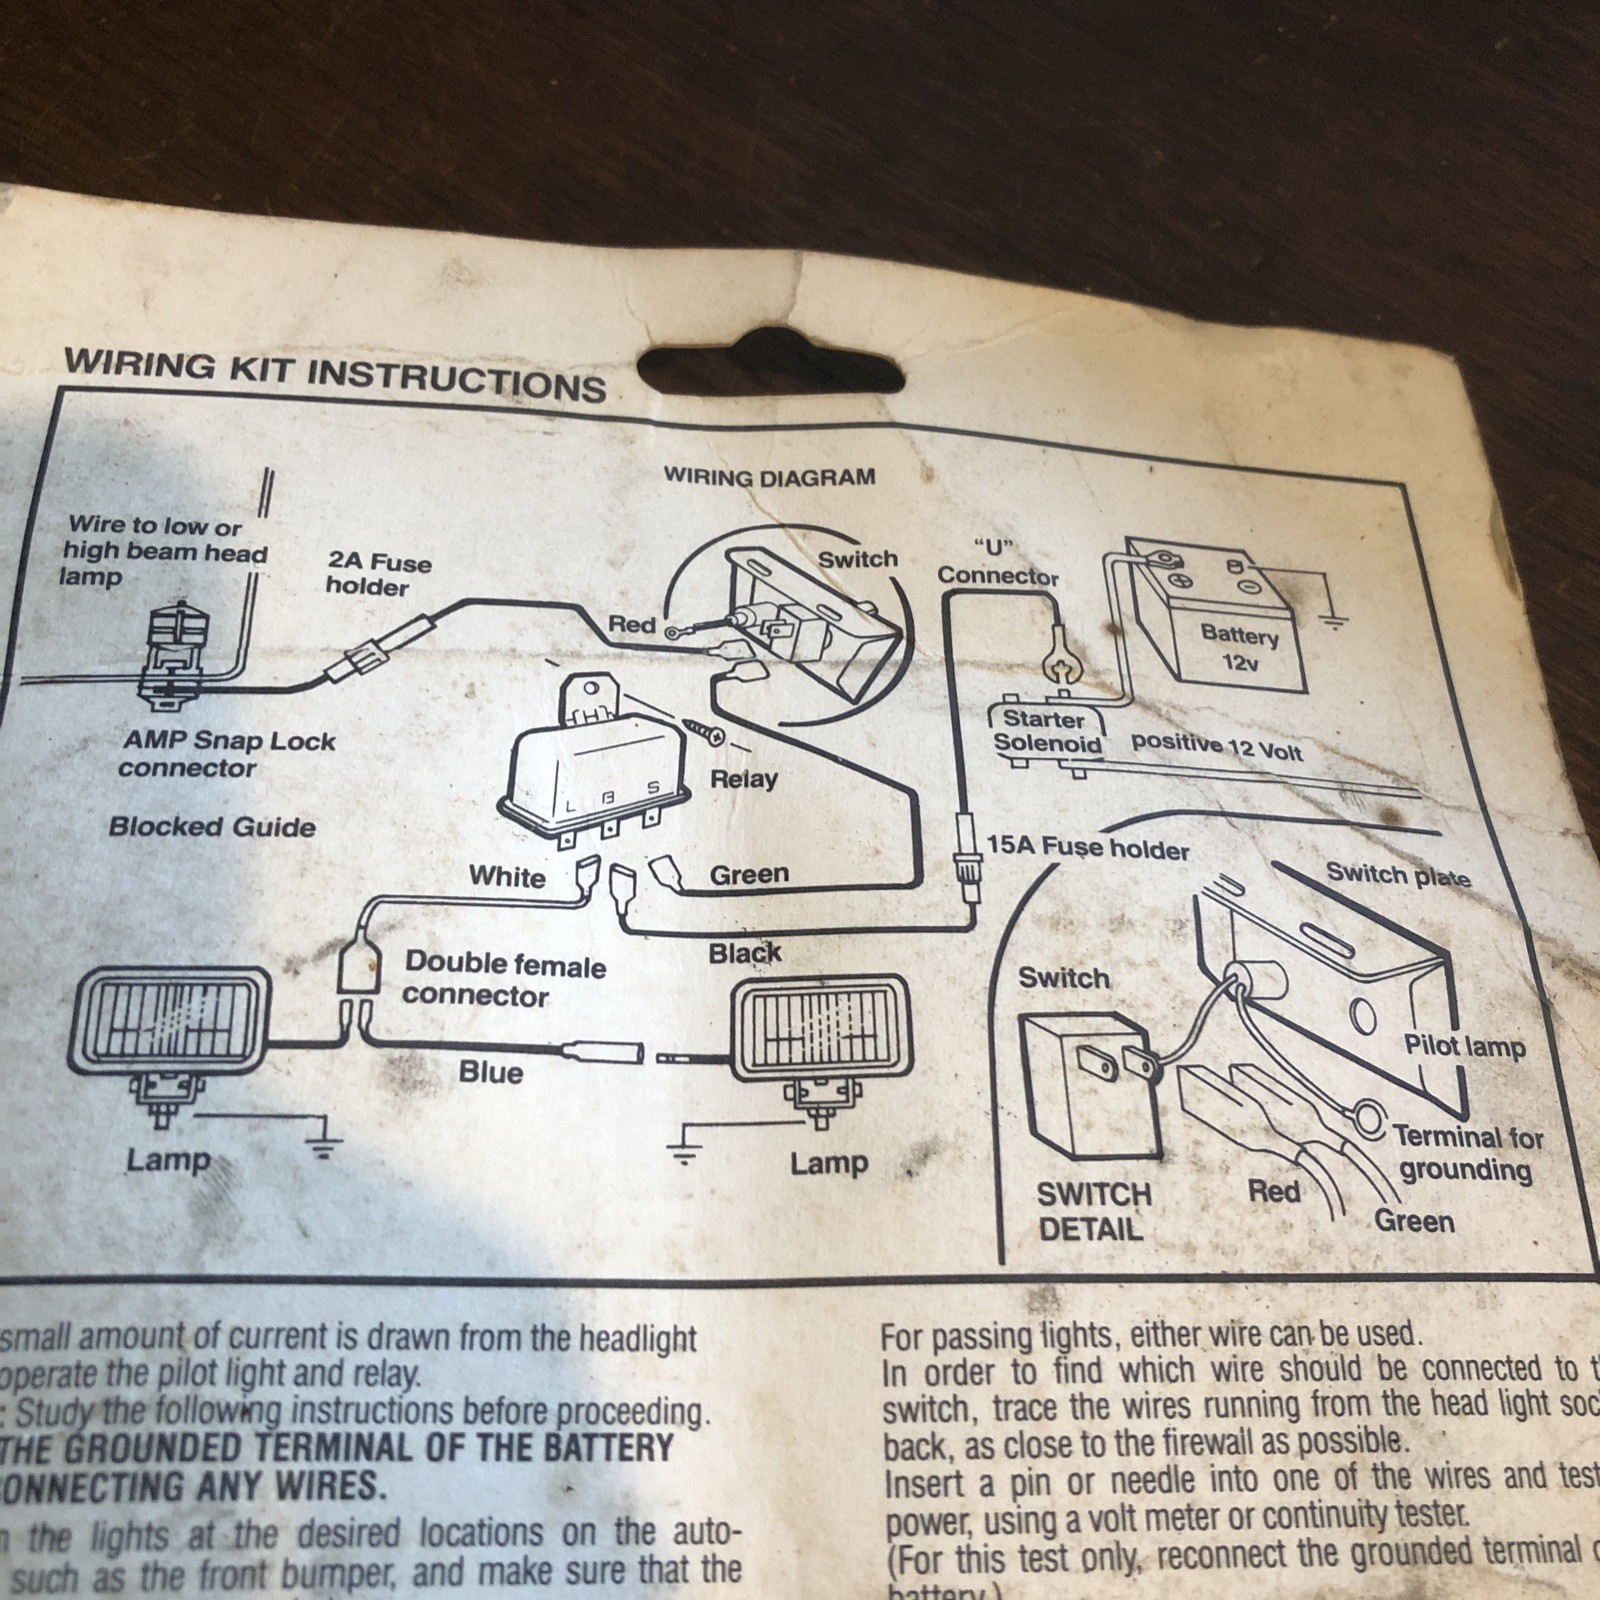 WIRING KIT INSTRUCTIONS
WIRING DIAGRAM
Wire to low or
high beam head
lamp
2A Fuse
holder
Red
Switch
"U"
Connector
Battery
12v
AMP Snap Lock
connector
Starter
Solenoid
positive 12 Volt
Relay
L B S
Blocked Guide
15A Fuse holder
White
Green
Black
Double female
connector
Blue
Lamp
Lamp
Switch plate
Switch
Pilot lamp
Terminal for
grounding
Red
Green
SWITCH
DETAIL
small amount of current is drawn from the headlight
operate the pilot light and relay.
: Study the following instructions before proceeding.
THE GROUNDED TERMINAL OF THE BATTERY
ONNECTING ANY WIRES.
the lights at the desired locations on the auto-
such as the front bumper, and make sure that the
For passing lights, either wire can be used.
In order to find which wire should be connected to
switch, trace the wires running from the head light soc
back, as close to the firewall as possible.
Insert a pin or needle into one of the wires and test
power, using a volt meter or continuity tester.
(For this test only, reconnect the grounded terminal
battery.)